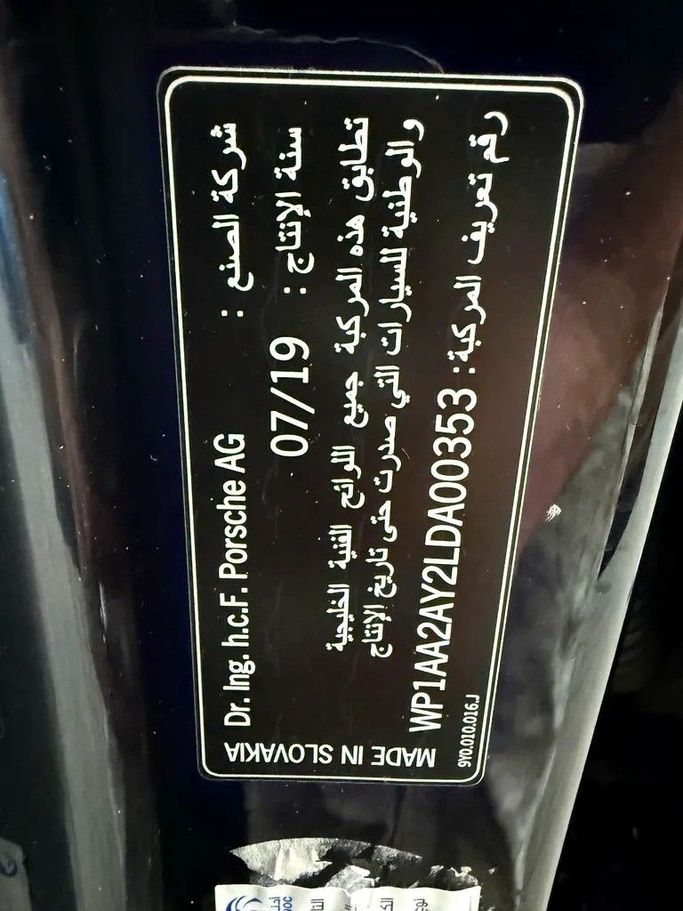 شركة الصنع : Dr. Ing. h.c.F. Porsche AG
سنة الإنتاج : 07/19
تطابق هذه المركبة جميع اللوائح الفنية الخليجية
والوطنية للسيارات التي صدرت حتى تاريخ الإنتاج
رقم تعريف المركبة: WP1AA2AY2LDA00353
9Y0.010.016.J
MADE IN SLOVAKIA